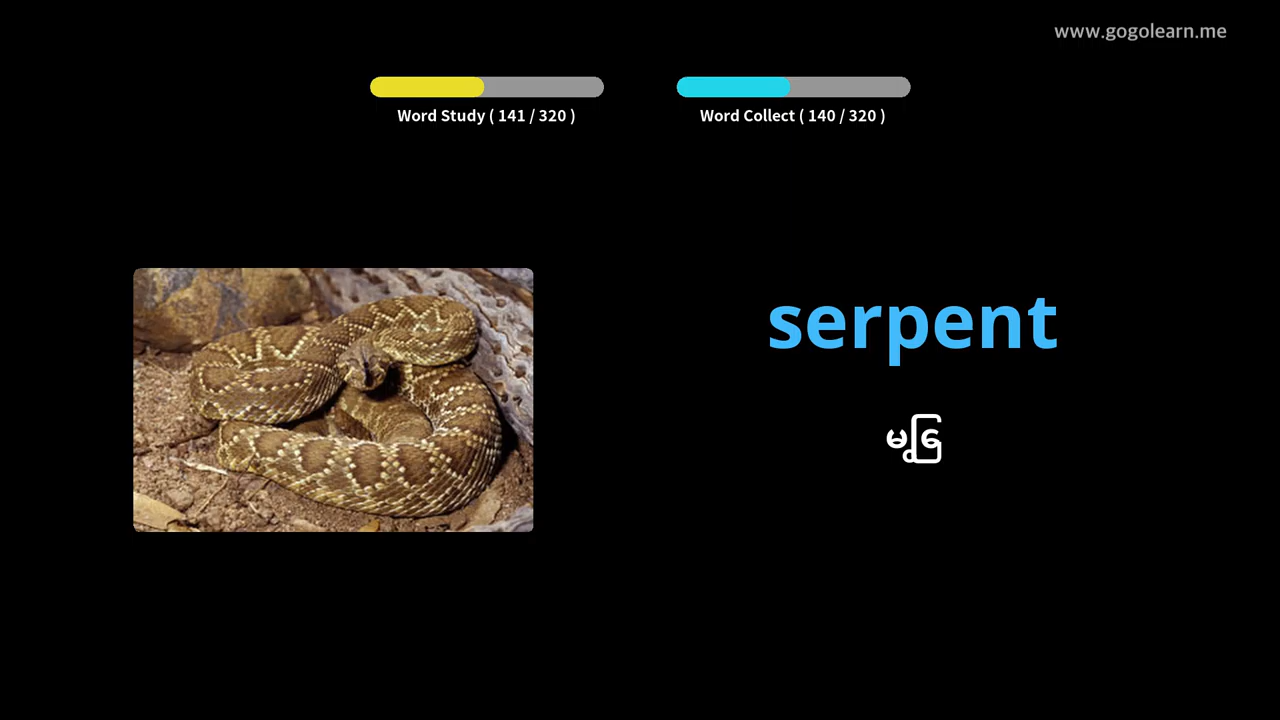 www.gogolearn.me
Word Study ( 141 / 320 )
Word Collect ( 140 / 320 )
serpent
မြွေ